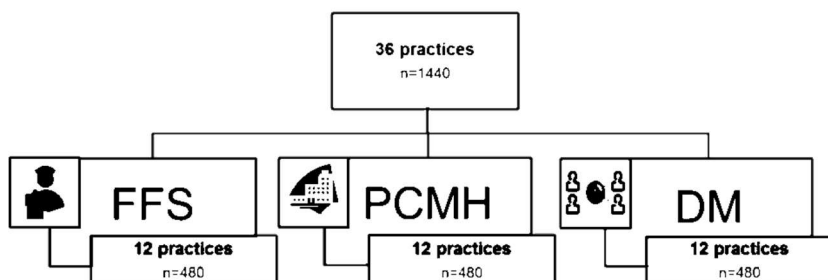 36 practices
n=1440
FFS
PCMH
DM
12 practices
n=480
12 practices
n=480
12 practices
n=480